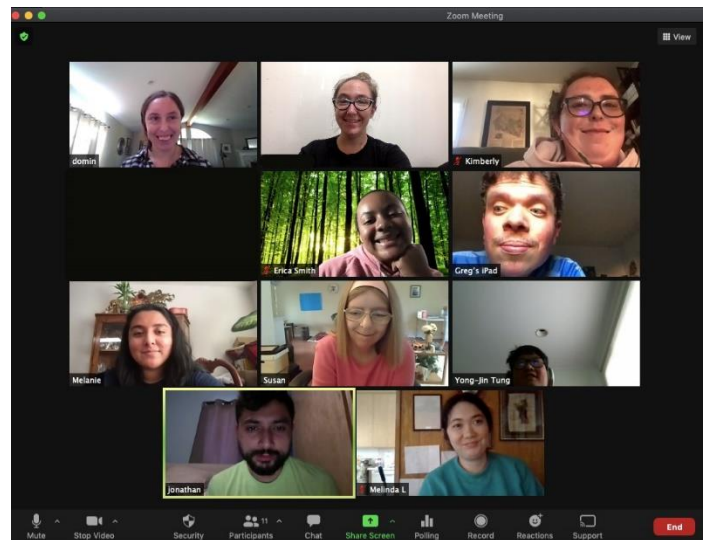 Zoom Meeting
View
domin
Kimberly
Erica Smith
Greg's iPad
Melanie
Susan
Yong-Jin Tung
jonathan
Melinda L
11
Mute
Stop Video
Security
Participants
Chat
Share Screen
Polling
Record
Reactions
Support
End